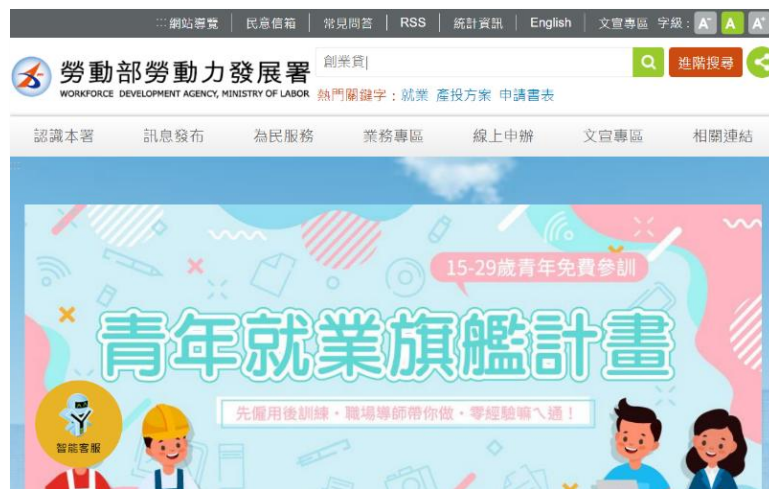 :::網站導覽 | 民意信箱 | 常見問答 | RSS | 統計資訊 | English | 文宣專區 字級: A- A A+
勞動部勞動力發展署
WORKFORCE DEVELOPMENT AGENCY, MINISTRY OF LABOR
創業貸
進階搜尋
熱門關鍵字：就業 產投方案 申請書表
認識本署 訊息發布 為民服務 業務專區 線上申辦 文宣專區 相關連結
:::
15-29歲青年免費參訓
青年就業旗艦計畫
先僱用後訓練・職場導師帶你做・零經驗嘛ㄟ通！
智能客服